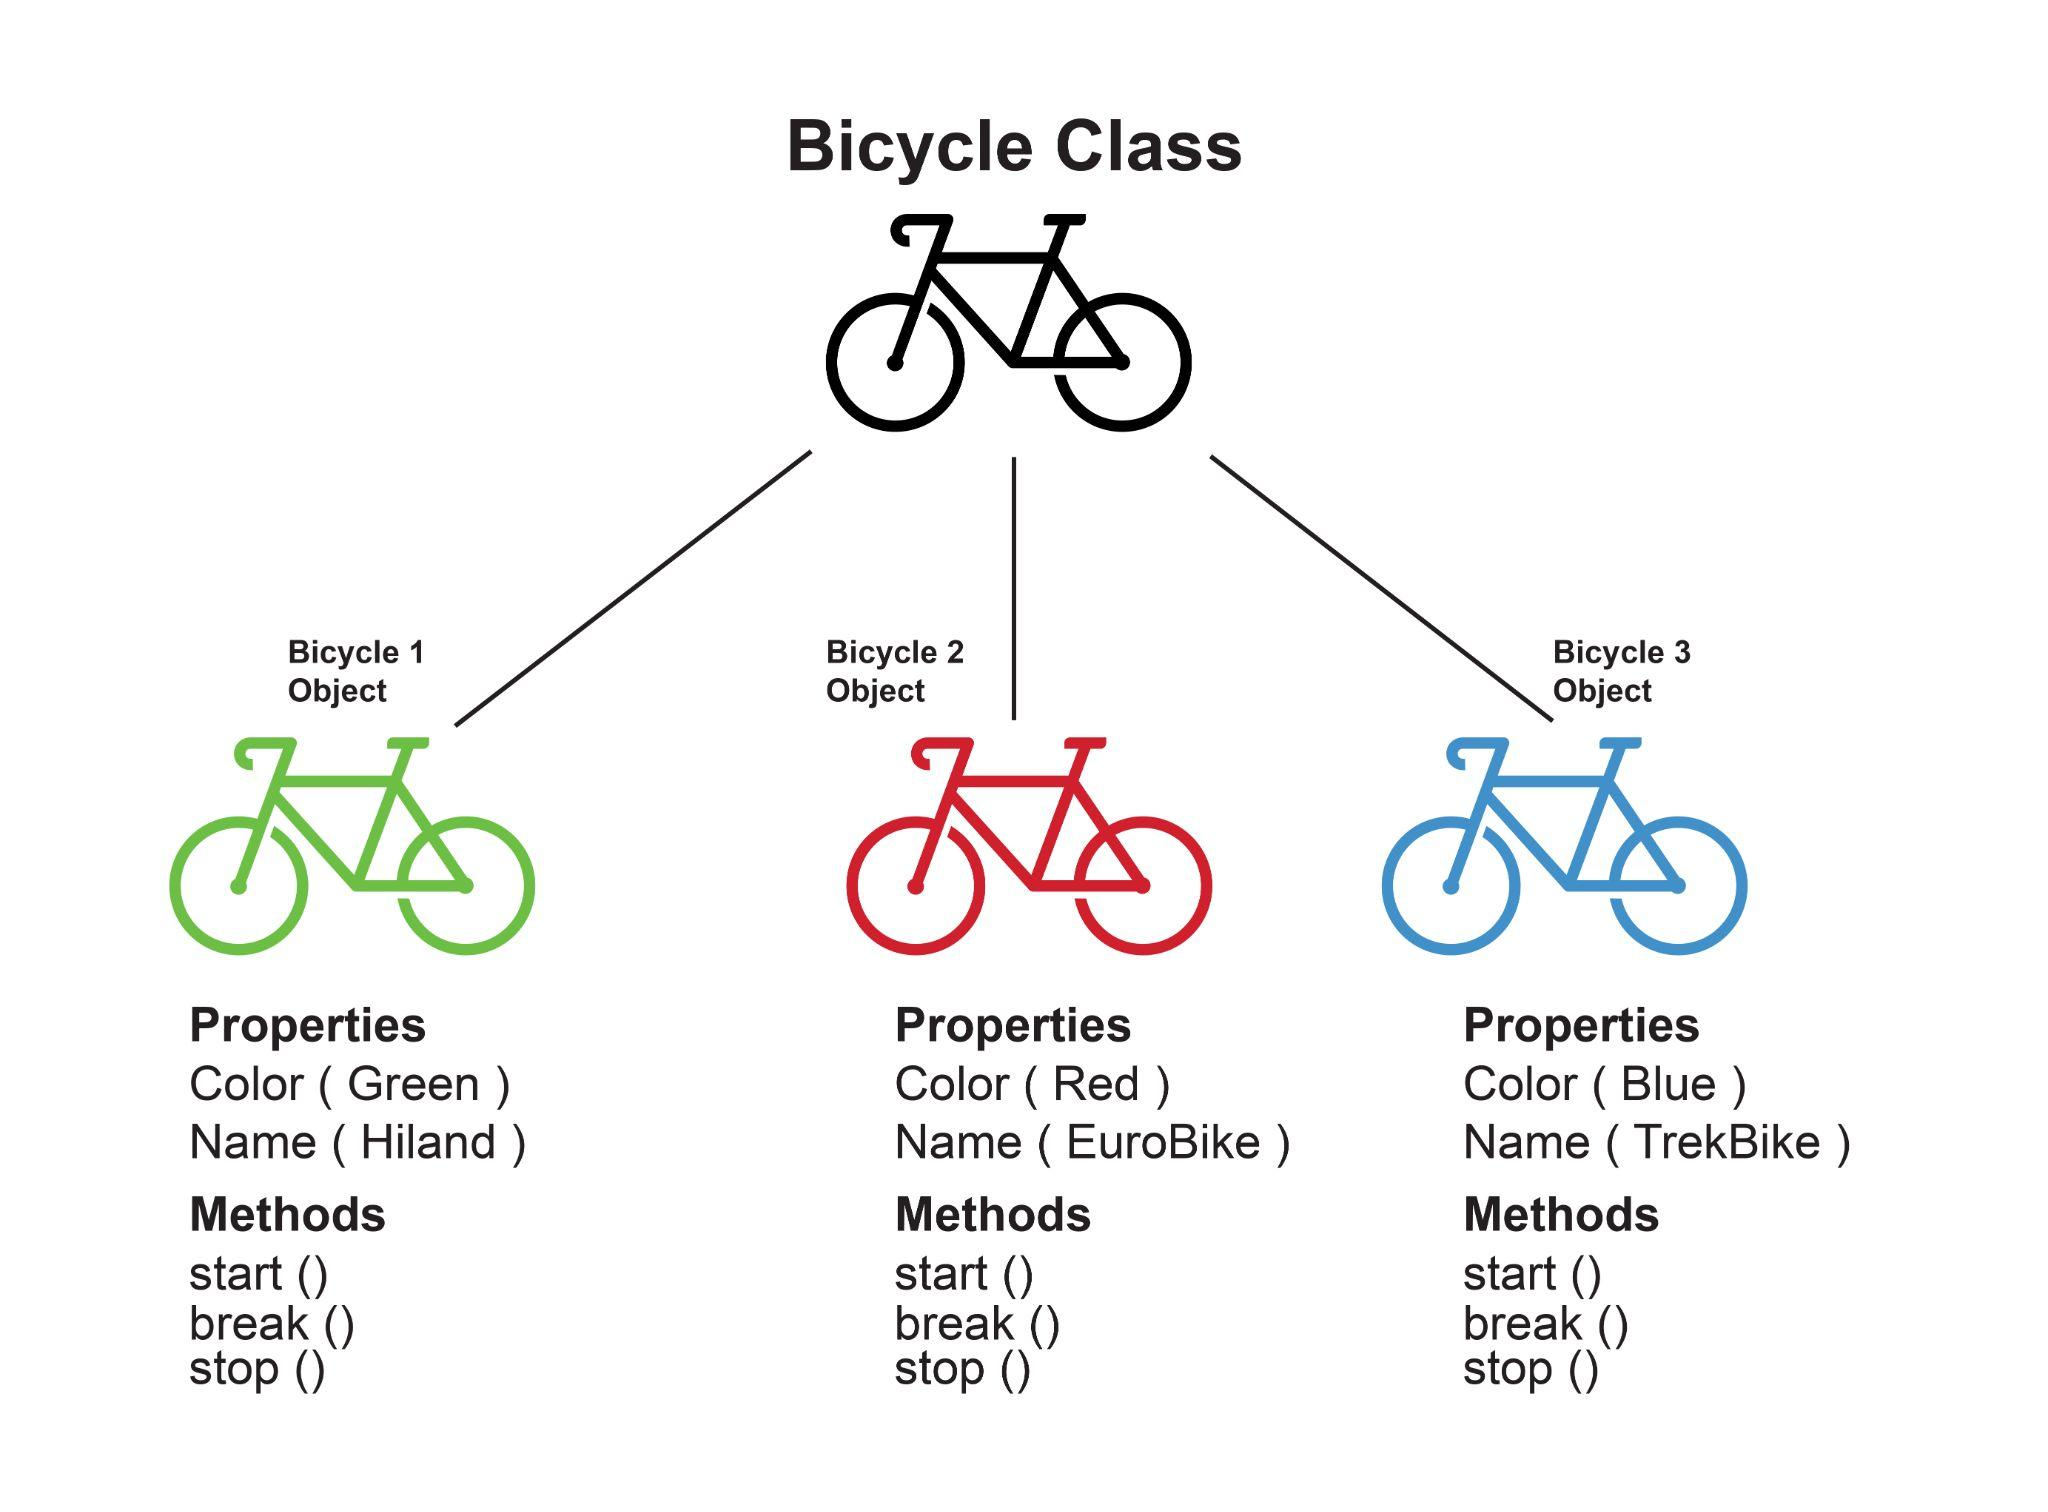 Bicycle Class
Bicycle 1
Object
Bicycle 2
Object
Bicycle 3
Object
Properties
Color ( Green )
Name ( Hiland )
Methods
start ()
break ()
stop ()
Properties
Color ( Red )
Name ( EuroBike )
Methods
start ()
break ()
stop ()
Properties
Color ( Blue )
Name ( TrekBike )
Methods
start ()
break ()
stop ()